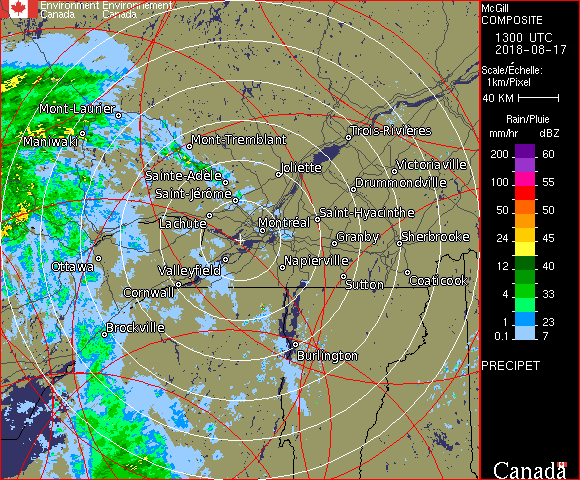 Environment Environnement
Canada Canada
McGill
COMPOSITE
1300 UTC
2018-08-17
Scale/Échelle:
1km/Pixel
40 KM
Rain/Pluie
mm/hr dBZ
200 60
100 55
50 50
24 45
12 40
4 33
1 23
0.1 7
PRECIPET
Canada
Mont-Laurier
Maniwaki
Mont-Tremblant
Trois-Rivières
Joliette
Victoriaville
Sainte-Adèle
Drummondville
Saint-Jérôme
Lachute
Saint-Hyacinthe
Montréal
Granby
Sherbrooke
Ottawa
Valleyfield
Napierville
Cornwall
Sutton
Coaticook
Brockville
Burlington